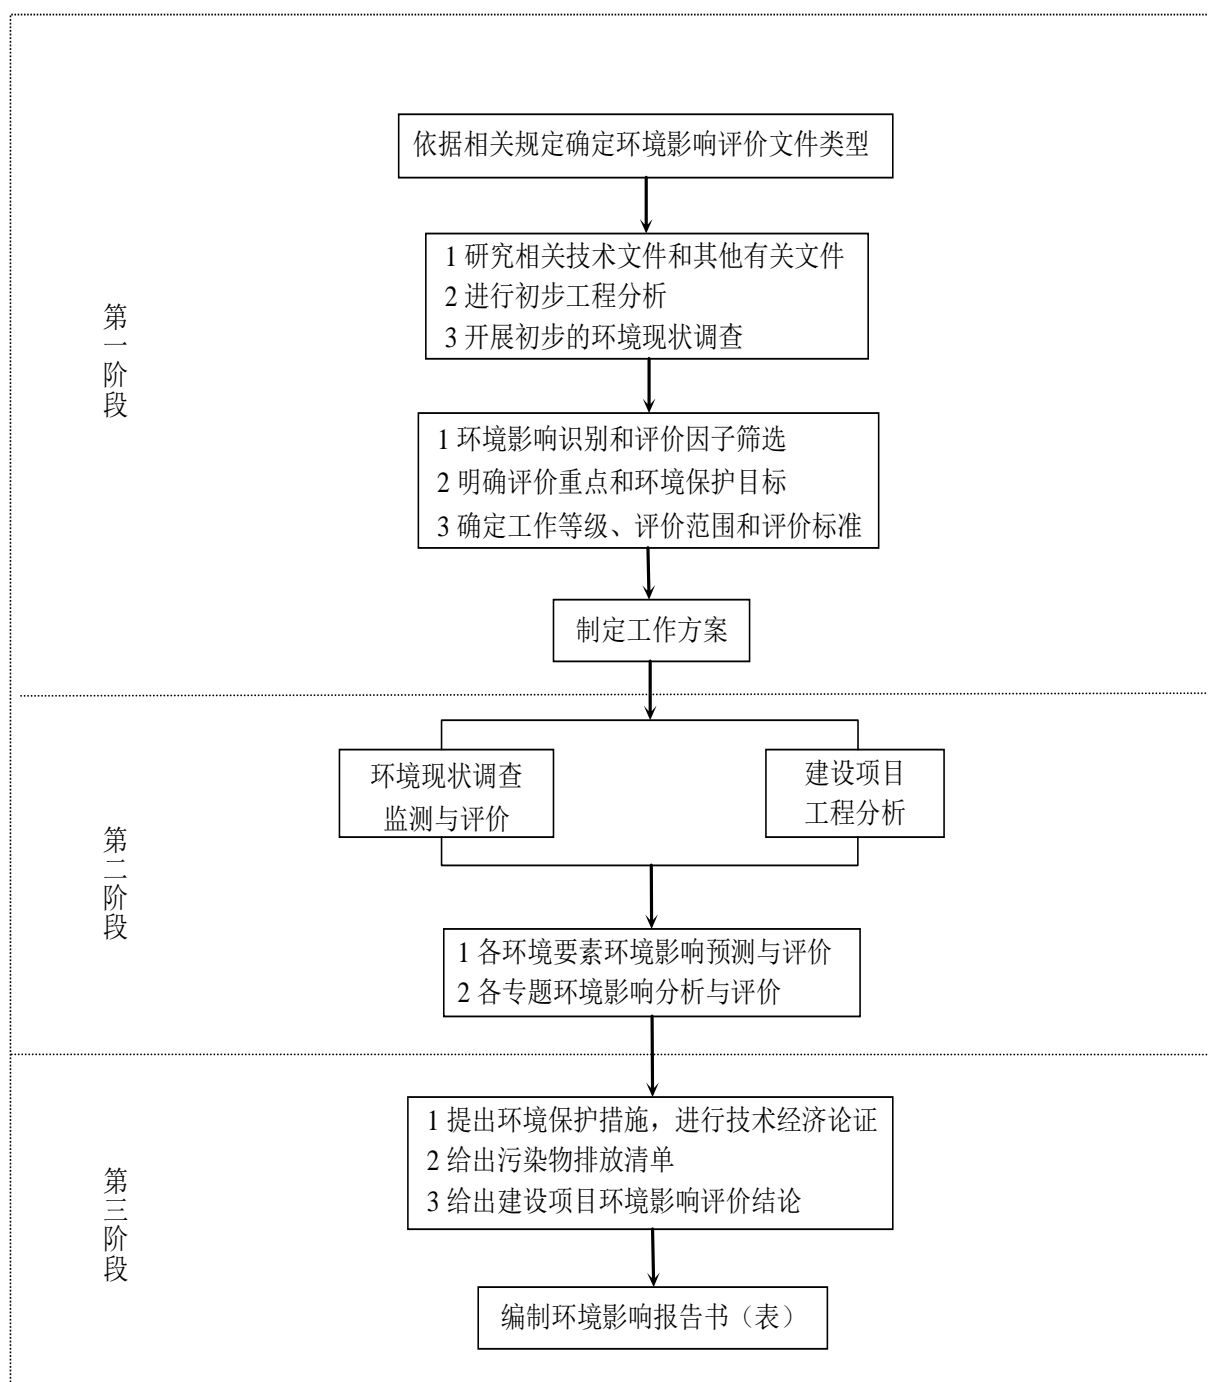 依据相关规定确定环境影响评价文件类型
1 研究相关技术文件和其他有关文件
2 进行初步工程分析
3 开展初步的环境现状调查
第一阶段
1 环境影响识别和评价因子筛选
2 明确评价重点和环境保护目标
3 确定工作等级、评价范围和评价标准
制定工作方案
环境现状调查
监测与评价
建设项目
工程分析
第二阶段
1 各环境要素环境影响预测与评价
2 各专题环境影响分析与评价
1 提出环境保护措施，进行技术经济论证
2 给出污染物排放清单
3 给出建设项目环境影响评价结论
第三阶段
编制环境影响报告书（表）